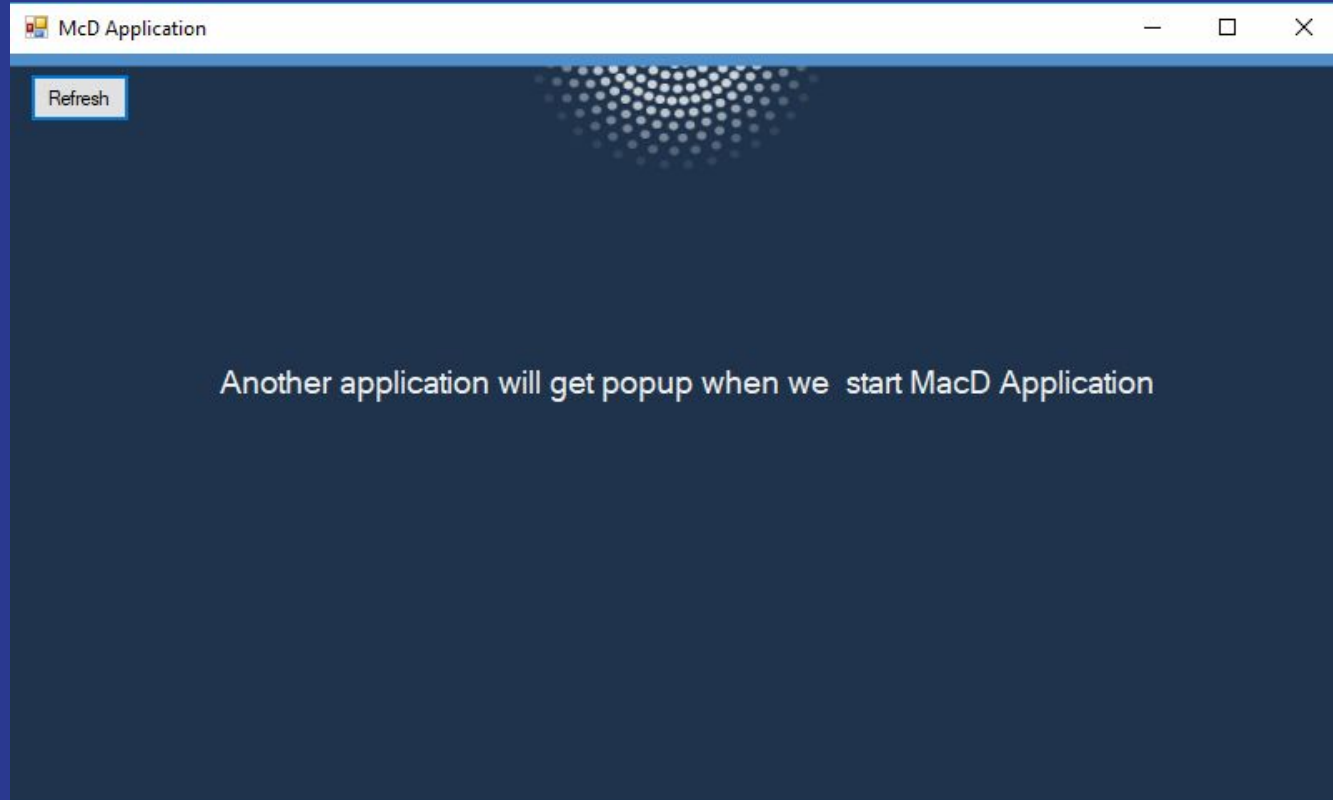 McD Application
Refresh
Another application will get popup when we  start MacD Application